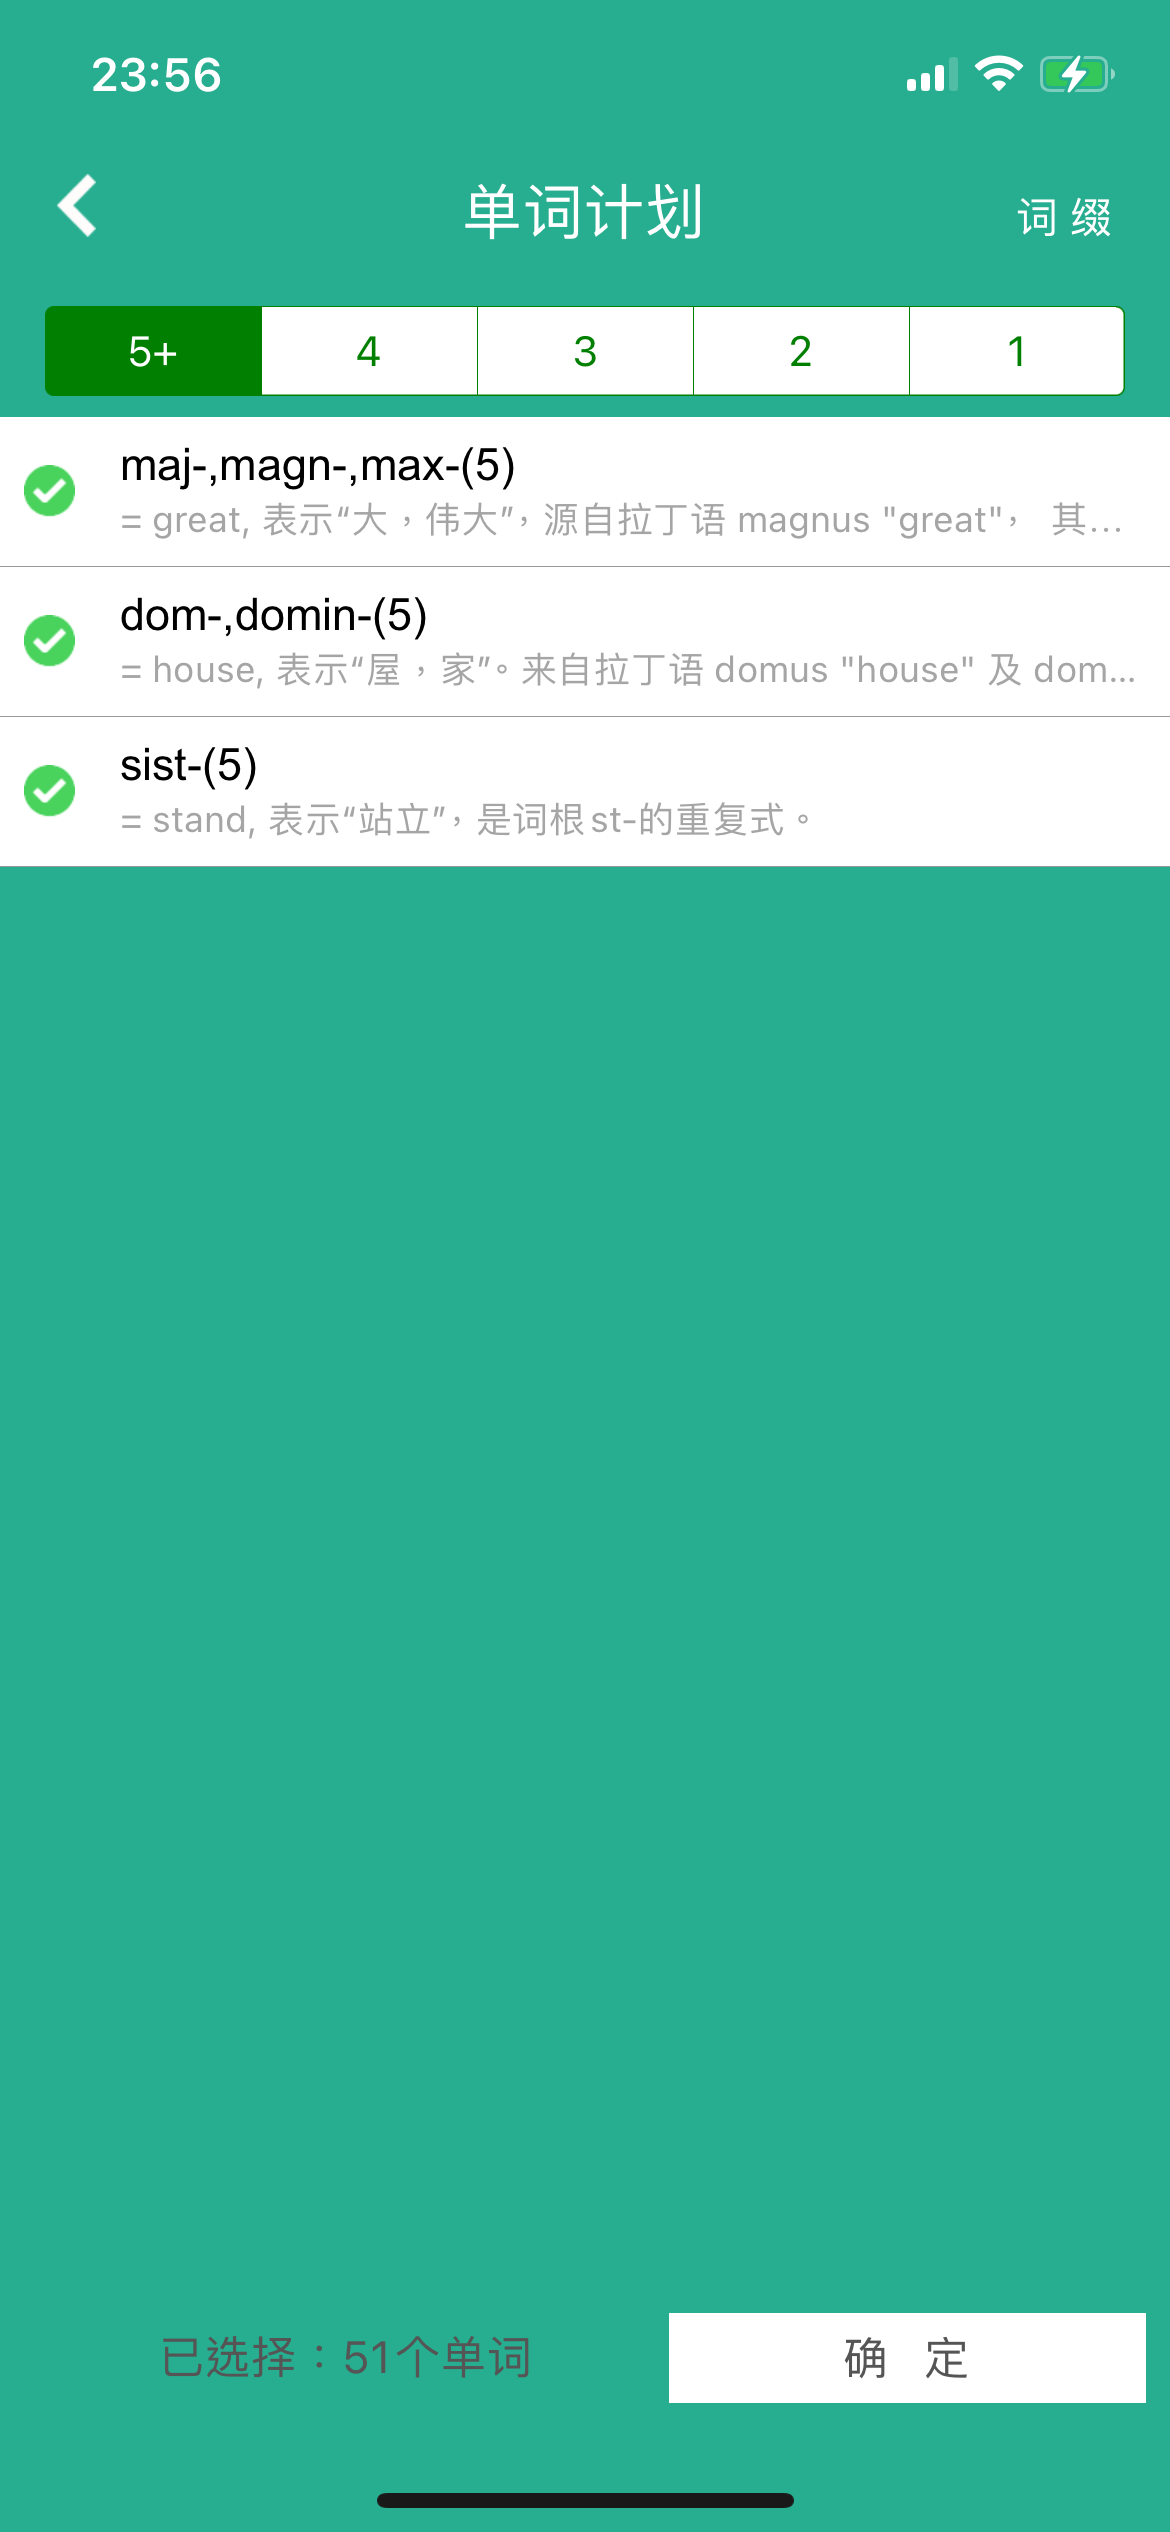 23:56
单词计划
词 缀
5+ 4 3 2 1
maj-,magn-,max-(5)
= great, 表示“大，伟大”，源自拉丁语 magnus "great"， 其...
dom-,domin-(5)
= house, 表示“屋，家”。来自拉丁语 domus "house" 及 dom...
sist-(5)
= stand, 表示“站立”，是词根st-的重复式。
已选择：51个单词
确 定